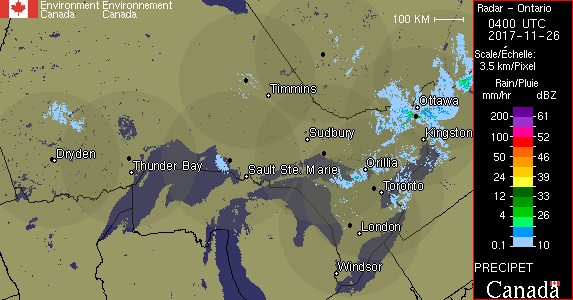 Environment Environnement
Canada Canada
100 KM
Timmins
Ottawa
Sudbury
Kingston
Dryden
Thunder Bay
Sault Ste. Marie
Orillia
Toronto
London
Windsor
Radar - Ontario
0400 UTC
2017-11-26
Scale/Échelle:
3.5 km/Pixel
Rain/Pluie
mm/hr dBZ
200 61
100 52
50 46
24 39
12 33
4 26
0.1 10
PRECIPET
Canada